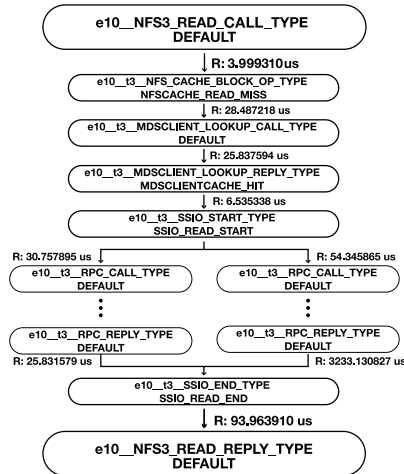 e10__NFS3_READ_CALL_TYPE
DEFAULT
R: 3.999310us
e10__t3__NFS_CACHE_BLOCK_OP_TYPE
NFSCACHE_READ_MISS
R: 28.487218 us
e10__t3__MDSCLIENT_LOOKUP_CALL_TYPE
DEFAULT
R: 25.837594 us
e10__t3__MDSCLIENT_LOOKUP_REPLY_TYPE
MDSCLIENTCACHE_HIT
R: 6.535338 us
e10__t3__SSIO_START_TYPE
SSIO_READ_START
R: 30.757895 us R: 54.345865 us
e10__t3__RPC_CALL_TYPE e10__t3__RPC_CALL_TYPE
DEFAULT DEFAULT
e10__t3__RPC_REPLY_TYPE e10__t3__RPC_REPLY_TYPE
DEFAULT DEFAULT
R: 25.831579 us R: 3233.130827 us
e10__t3__SSIO_END_TYPE
SSIO_READ_END
R: 93.963910 us
e10__NFS3_READ_REPLY_TYPE
DEFAULT